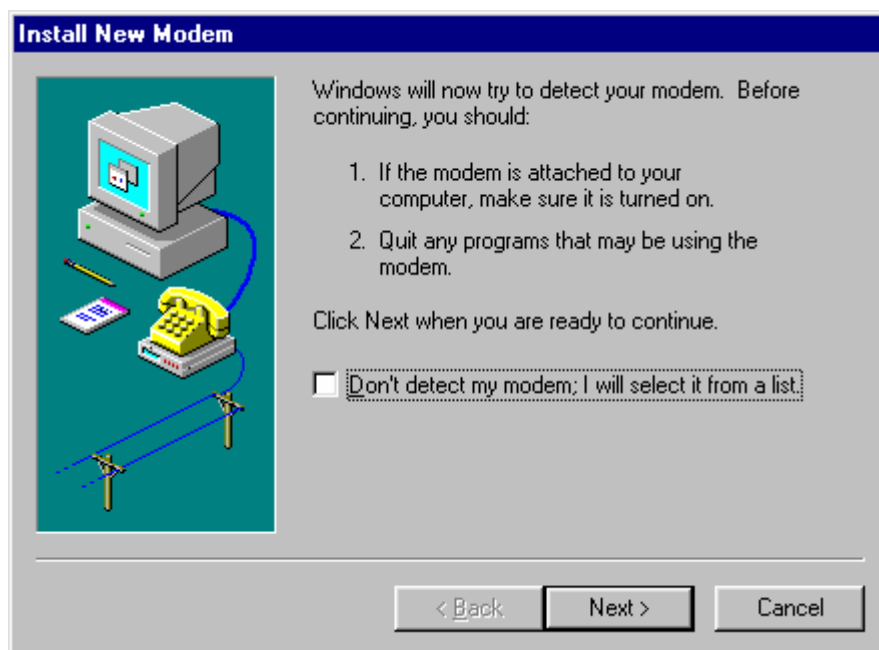 Install New Modem
Windows will now try to detect your modem.  Before
continuing, you should:
1.  If the modem is attached to your
computer, make sure it is turned on.
2.  Quit any programs that may be using the
modem.
Click Next when you are ready to continue.
Don't detect my modem; I will select it from a list.
< Back
Next >
Cancel